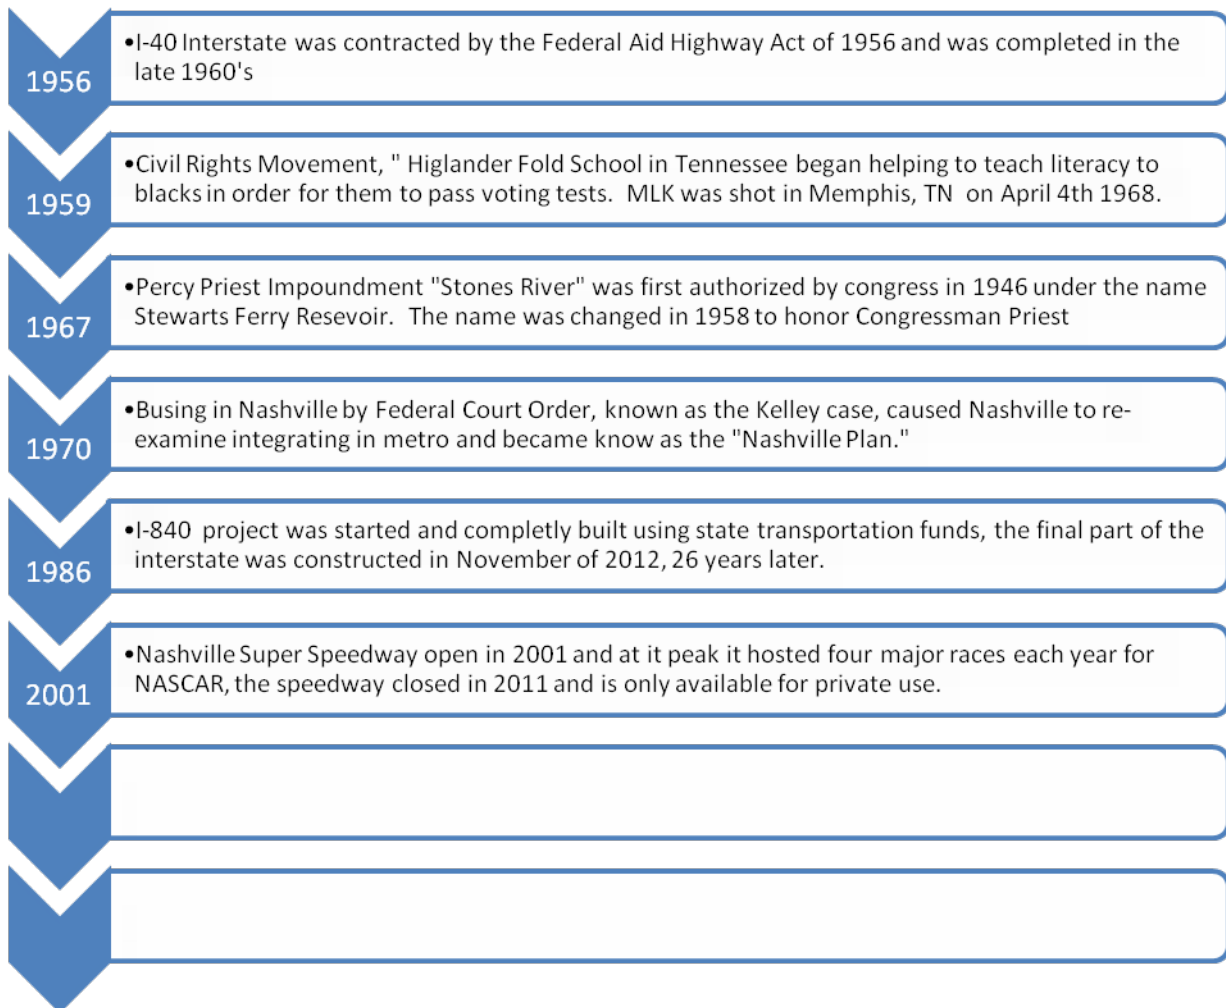 1956
•I-40 Interstate was contracted by the Federal Aid Highway Act of 1956 and was completed in the
late 1960's
1959
•Civil Rights Movement, " Higlander Fold School in Tennessee began helping to teach literacy to
blacks in order for them to pass voting tests.  MLK was shot in Memphis, TN  on April 4th 1968.
1967
•Percy Priest Impoundment "Stones River" was first authorized by congress in 1946 under the name
Stewarts Ferry Resevoir.  The name was changed in 1958 to honor Congressman Priest
1970
•Busing in Nashville by Federal Court Order, known as the Kelley case, caused Nashville to re-
examine integrating in metro and became know as the "Nashville Plan."
1986
•I-840  project was started and completly built using state transportation funds, the final part of the
interstate was constructed in November of 2012, 26 years later.
2001
•Nashville Super Speedway open in 2001 and at it peak it hosted four major races each year for
NASCAR, the speedway closed in 2011 and is only available for private use.